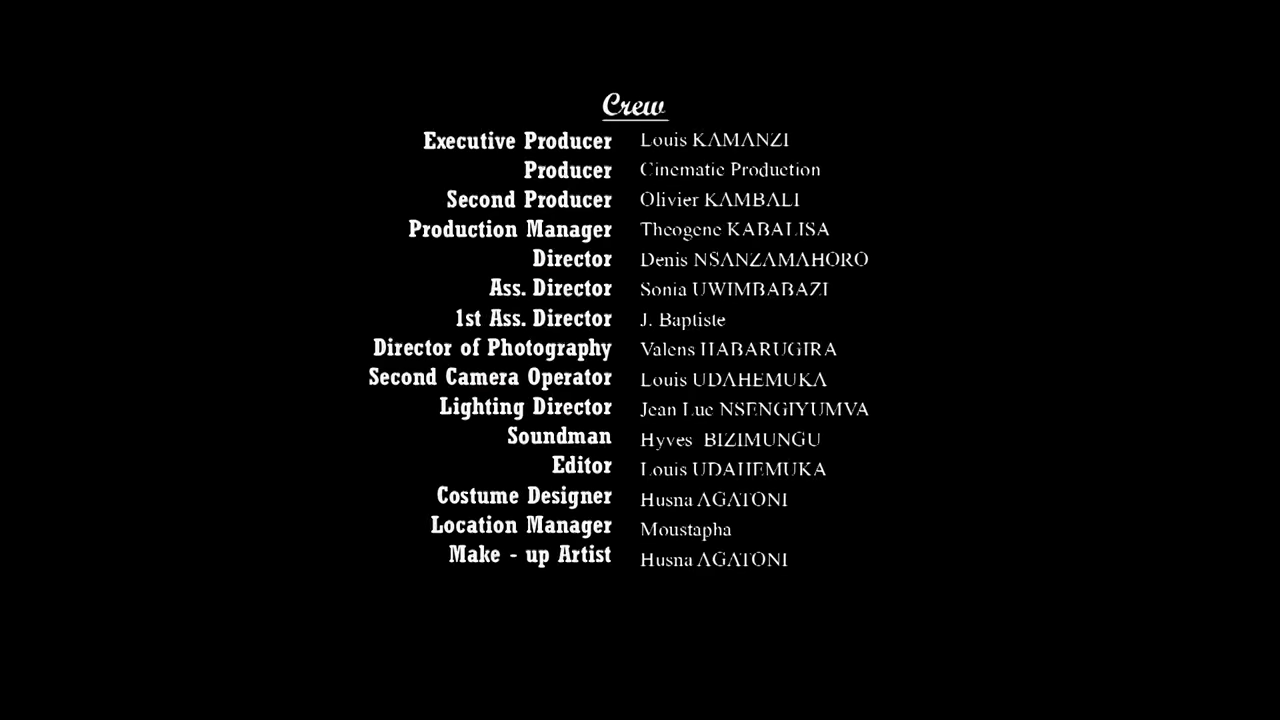 Crew
Executive Producer Louis KAMANZI
Producer Cinematic Production
Second Producer Olivier KAMBALI
Production Manager Theogene KABALISA
Director Denis NSANZAMAHORO
Ass. Director Sonia UWIMBABAZI
1st Ass. Director J. Baptiste
Director of Photography Valens HABARUGIRA
Second Camera Operator Louis UDAHEMUKA
Lighting Director Jean Luc NSENGIYUMVA
Soundman Hyves BIZIMUNGU
Editor Louis UDAHEMUKA
Costume Designer Husna AGATONI
Location Manager Moustapha
Make - up Artist Husna AGATONI